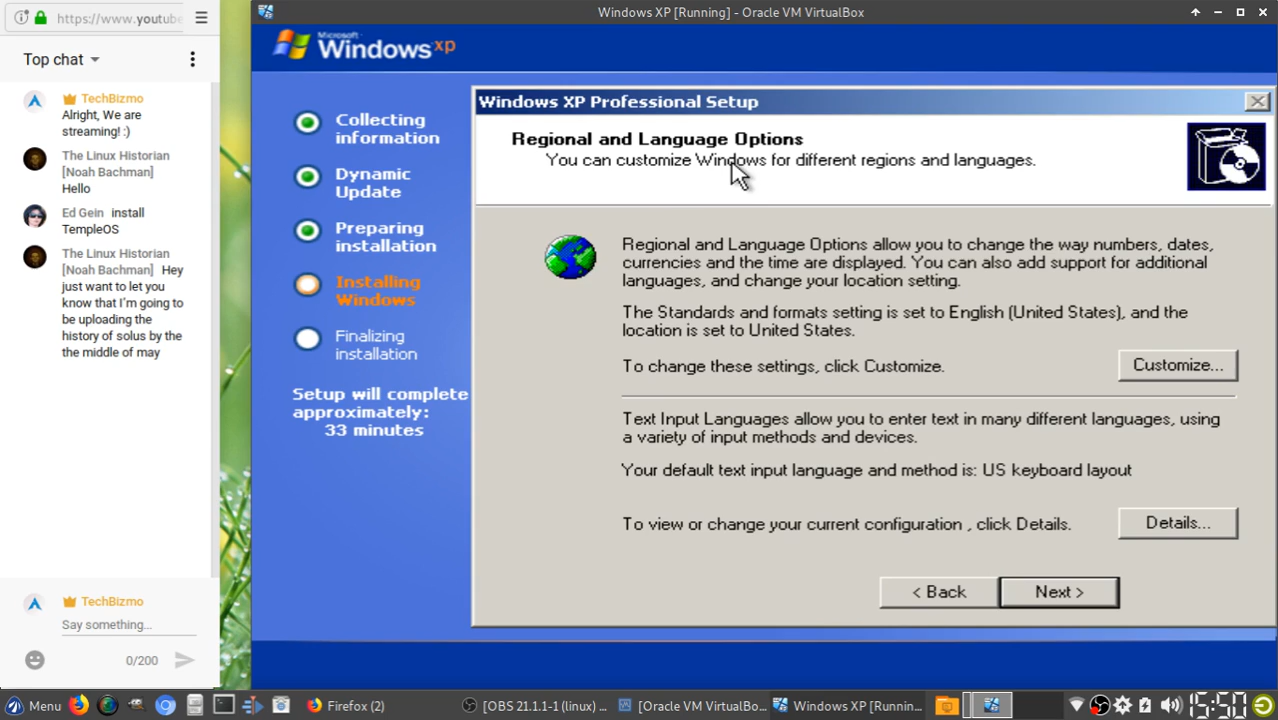 https://www.youtube
Top chat
TechBizmo
Alright, We are
streaming! :)
The Linux Historian
[Noah Bachman]
Hello
Ed Gein install
TempleOS
The Linux Historian
[Noah Bachman] Hey
just want to let you
know that I'm going to
be uploading the
history of solus by the
the middle of may
TechBizmo
Say something...
0/200
Windows XP [Running] - Oracle VM VirtualBox
Microsoft
Windows xp
Collecting
information
Dynamic
Update
Preparing
installation
Installing
Windows
Finalizing
installation
Setup will complete
approximately:
33 minutes
Windows XP Professional Setup
Regional and Language Options
You can customize Windows for different regions and languages.
Regional and Language Options allow you to change the way numbers, dates,
currencies and the time are displayed. You can also add support for additional
languages, and change your location setting.
The Standards and formats setting is set to English (United States), and the
location is set to United States.
To change these settings, click Customize.
Customize...
Text Input Languages allow you to enter text in many different languages, using
a variety of input methods and devices.
Your default text input language and method is: US keyboard layout
To view or change your current configuration , click Details.
Details...
< Back
Next >
Menu
Firefox (2)
[OBS 21.1.1-1 (linux) ...
[Oracle VM VirtualBo...
Windows XP [Runnin...
15:50